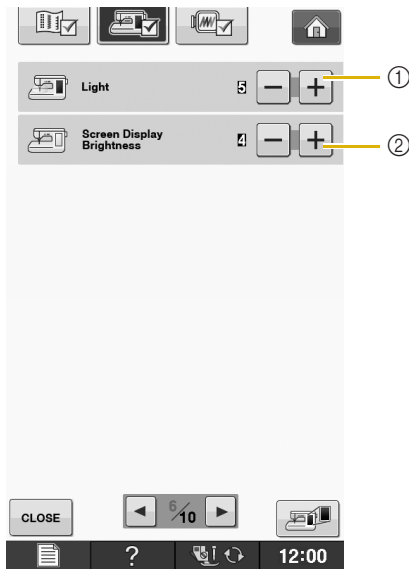 Light 5 − + ①
Screen Display
Brightness 4 − + ②
CLOSE 6/10
? 12:00